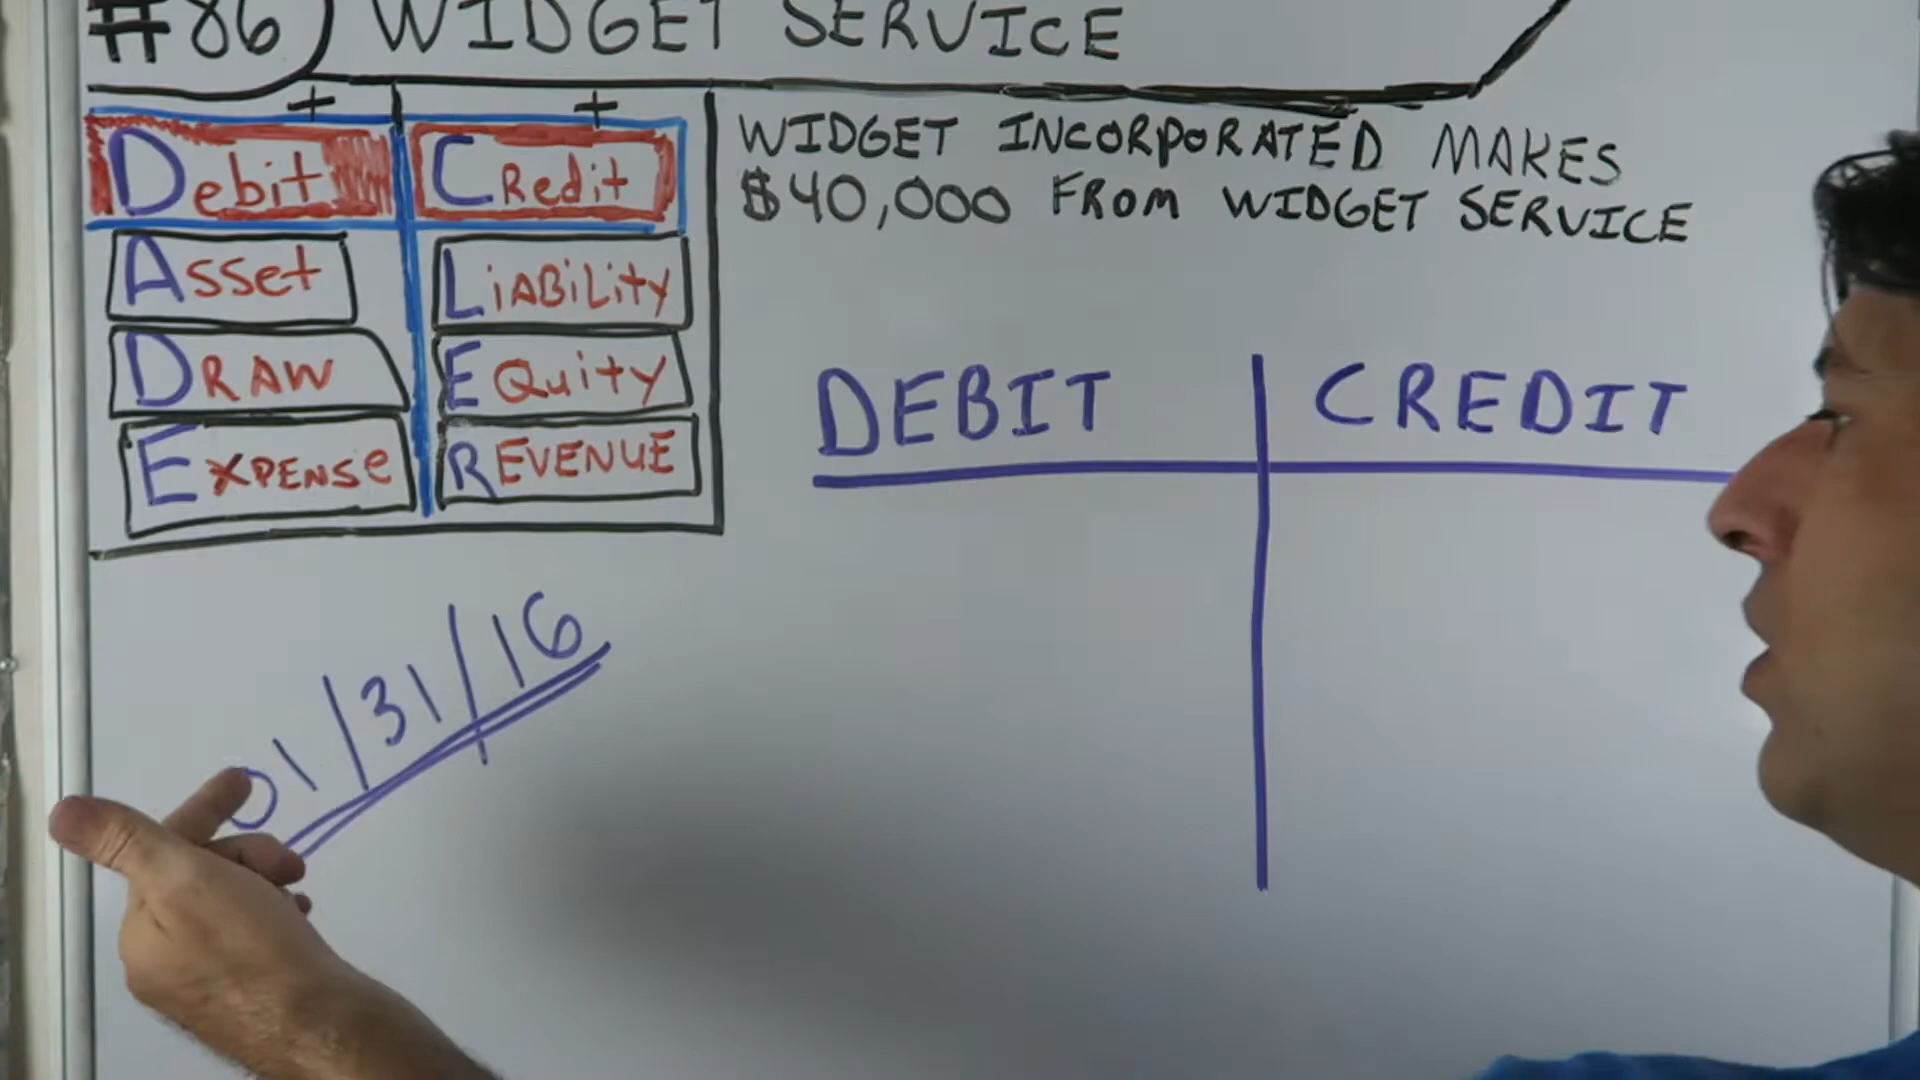 #86) WIDGET SERVICE
+ +
Debit CRedit
Asset LiABiLity
DRAW EQuity
EXPENSe REVENUE
WIDGET INCORPORATED MAKES
$40,000 FROM WIDGET SERVICE
DEBIT CREDIT
01/31/16